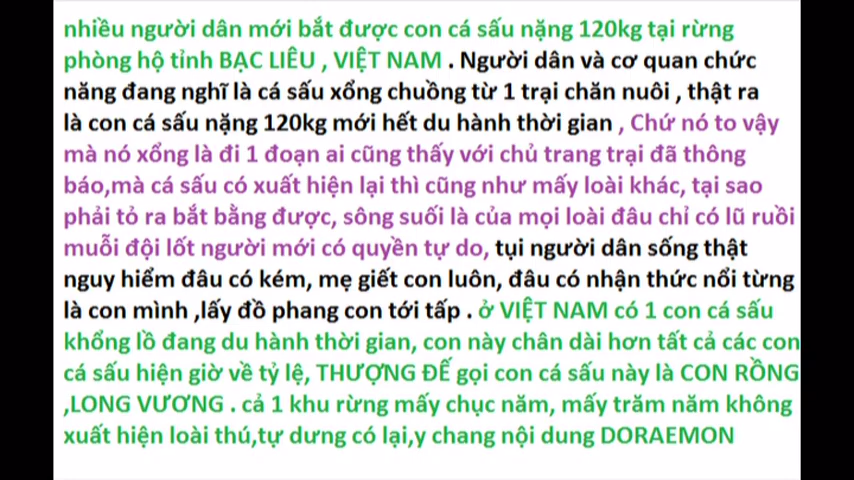 nhiều người dân mới bắt được con cá sấu nặng 120kg tại rừng
phòng hộ tỉnh BẠC LIÊU , VIỆT NAM . Người dân và cơ quan chức
năng đang nghĩ là cá sấu xổng chuồng từ 1 trại chăn nuôi , thật ra
là con cá sấu nặng 120kg mới hết du hành thời gian , Chứ nó to vậy
mà nó xổng là đi 1 đoạn ai cũng thấy với chủ trang trại đã thông
báo,mà cá sấu có xuất hiện lại thì cũng như mấy loài khác, tại sao
phải tỏ ra bắt bằng được, sông suối là của mọi loài đâu chỉ có lũ ruồi
muỗi đội lốt người mới có quyền tự do, tụi người dân sống thật
nguy hiểm đâu có kém, mẹ giết con luôn, đâu có nhận thức nổi từng
là con mình ,lấy đồ phang con tới tấp . ở VIỆT NAM có 1 con cá sấu
khổng lồ đang du hành thời gian, con này chân dài hơn tất cả các con
cá sấu hiện giờ về tỷ lệ, THƯỢNG ĐẾ gọi con cá sấu này là CON RỒNG
,LONG VƯƠNG . cả 1 khu rừng mấy chục năm, mấy trăm năm không
xuất hiện loài thú,tự dưng có lại,y chang nội dung DORAEMON